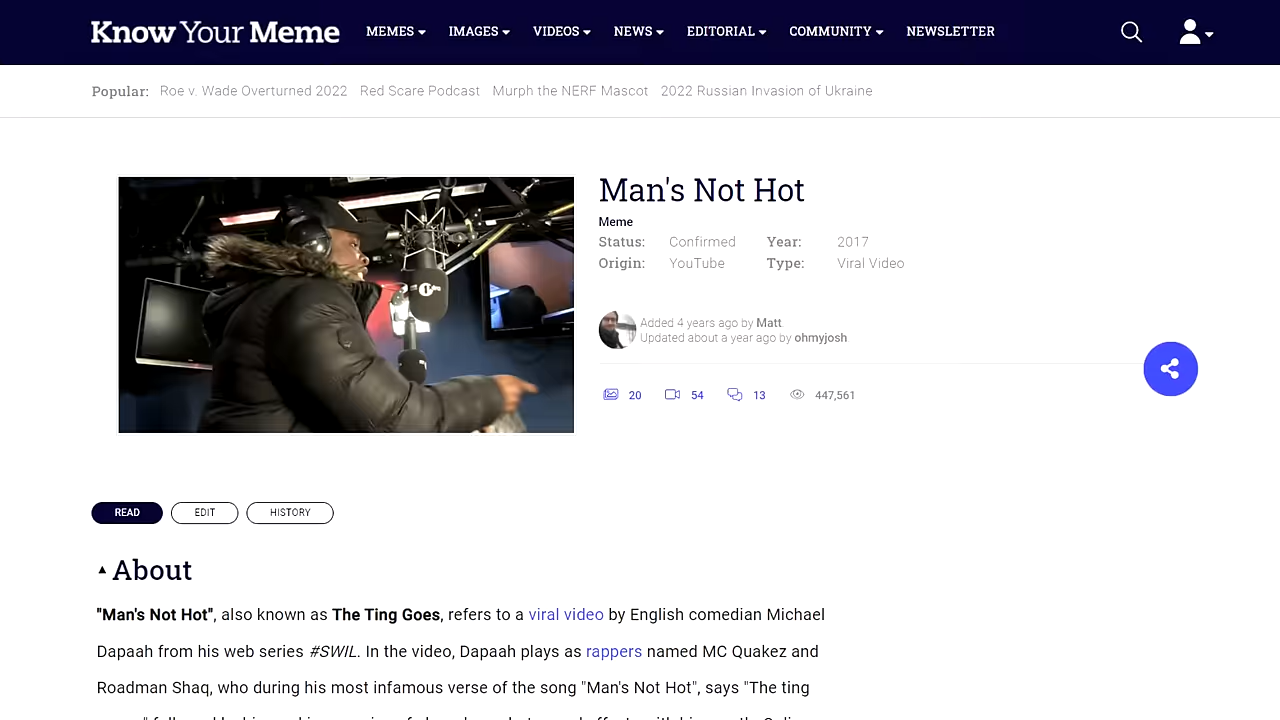 Know Your Meme MEMES IMAGES VIDEOS NEWS EDITORIAL COMMUNITY NEWSLETTER
Popular: Roe v. Wade Overturned 2022 Red Scare Podcast Murph the NERF Mascot 2022 Russian Invasion of Ukraine
Man's Not Hot
Meme
Status: Confirmed Year: 2017
Origin: YouTube Type: Viral Video
Added 4 years ago by Matt
Updated about a year ago by ohmyjosh
20 54 13 447,561
READ EDIT HISTORY
About
"Man's Not Hot", also known as The Ting Goes, refers to a viral video by English comedian Michael
Dapaah from his web series #SWIL. In the video, Dapaah plays as rappers named MC Quakez and
Roadman Shaq, who during his most infamous verse of the song "Man's Not Hot", says "The ting